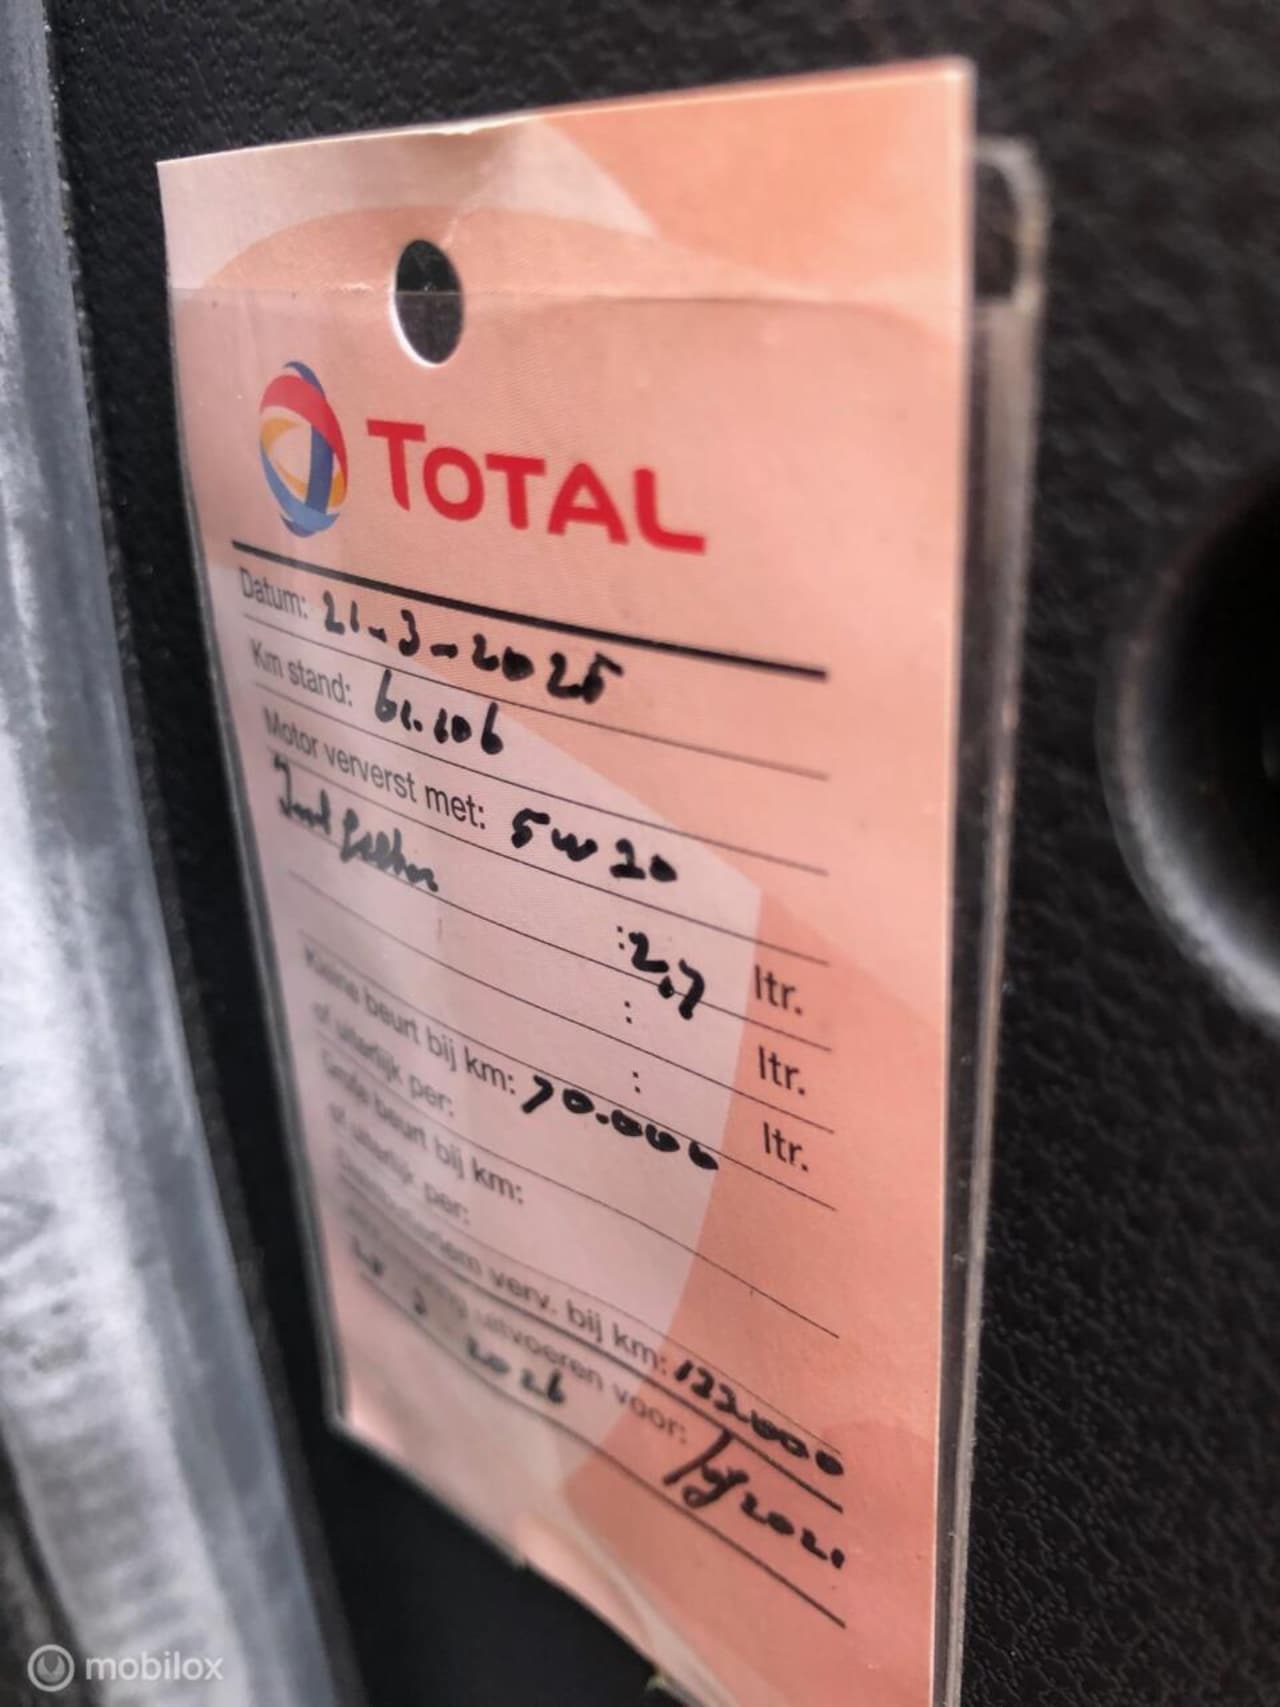 TOTAL
Datum: 21-3-2025
Km stand: 61.106
Motor ververst met: 5w20
:2,7 ltr.
: ltr.
: ltr.
Kleine beurt bij km: 70.000
of uiterlijk per:
Grote beurt bij km:
of uiterlijk per:
verv. bij km: 122000
uitvoeren voor:
2026
2021
mobilox